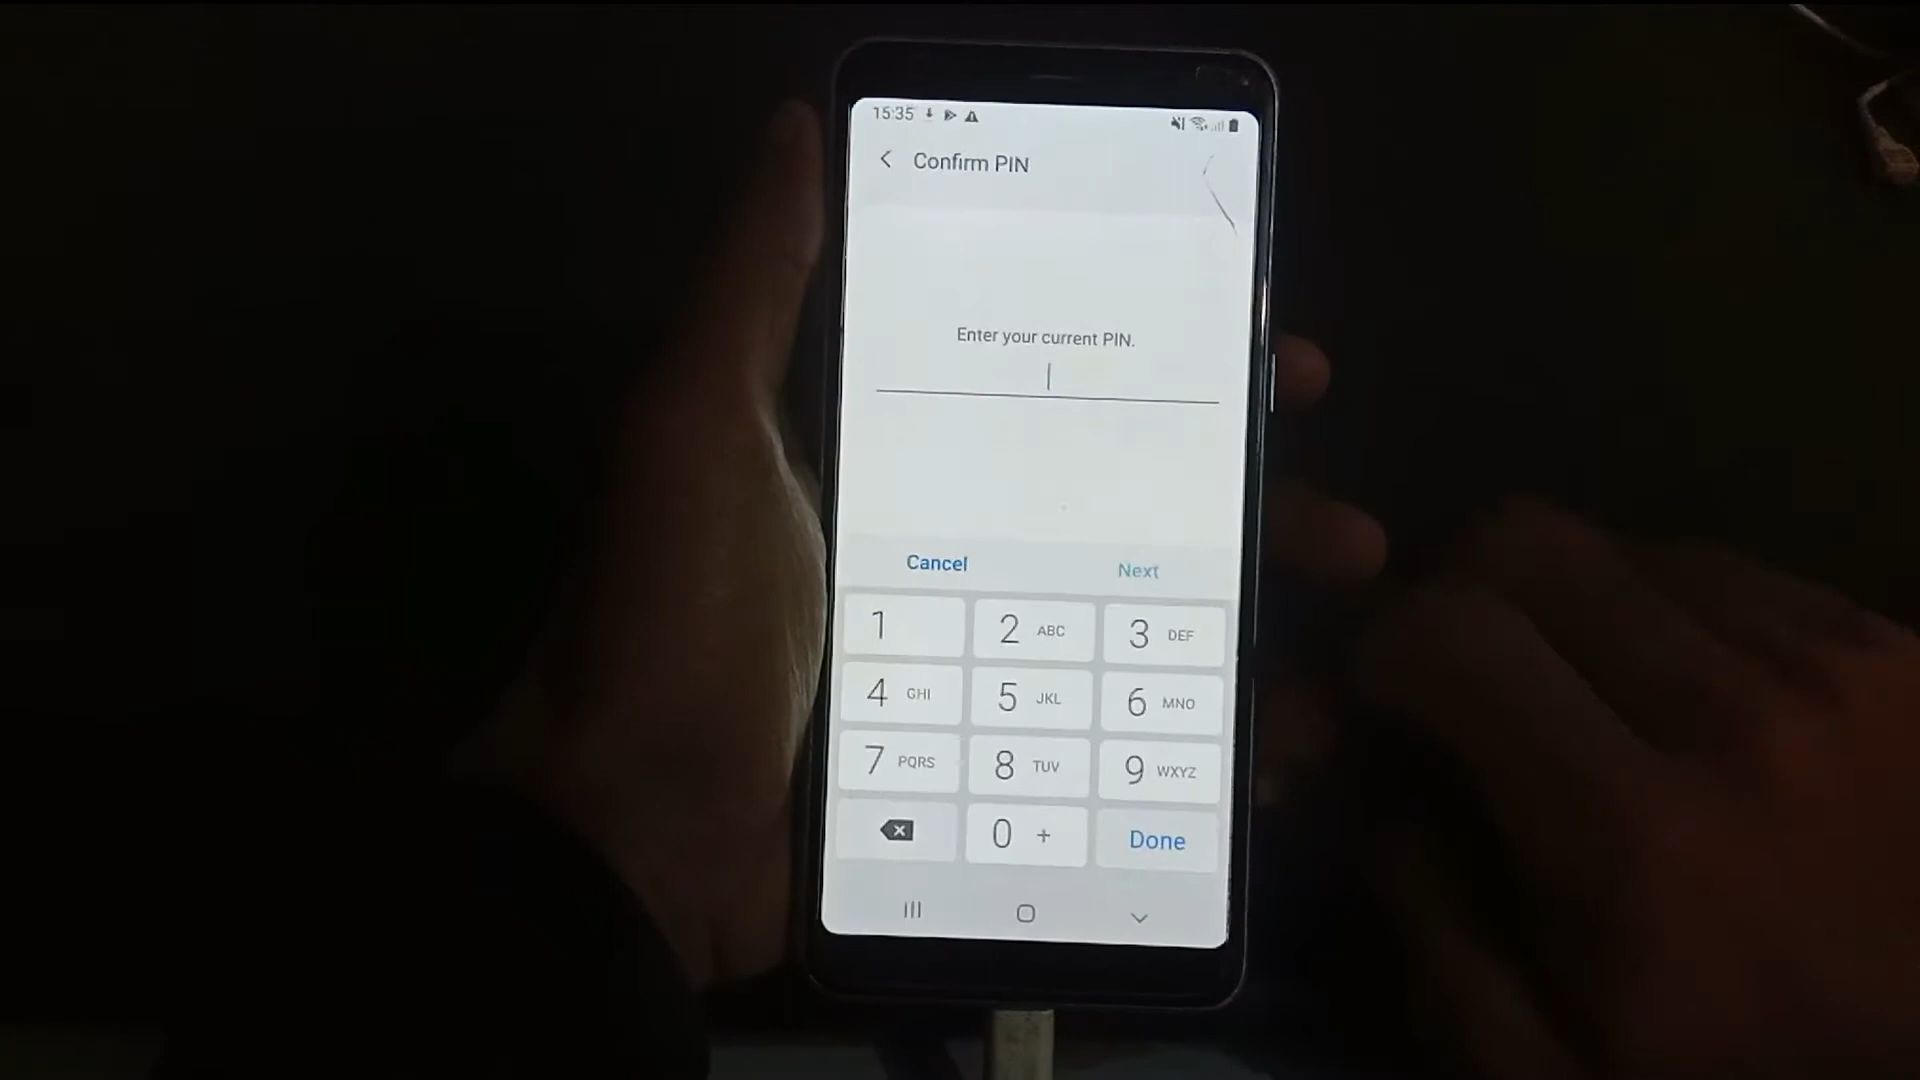 15:35
Confirm PIN
Enter your current PIN.
Cancel Next
1 2 ABC 3 DEF
4 GHI 5 JKL 6 MNO
7 PQRS 8 TUV 9 WXYZ
0 + Done